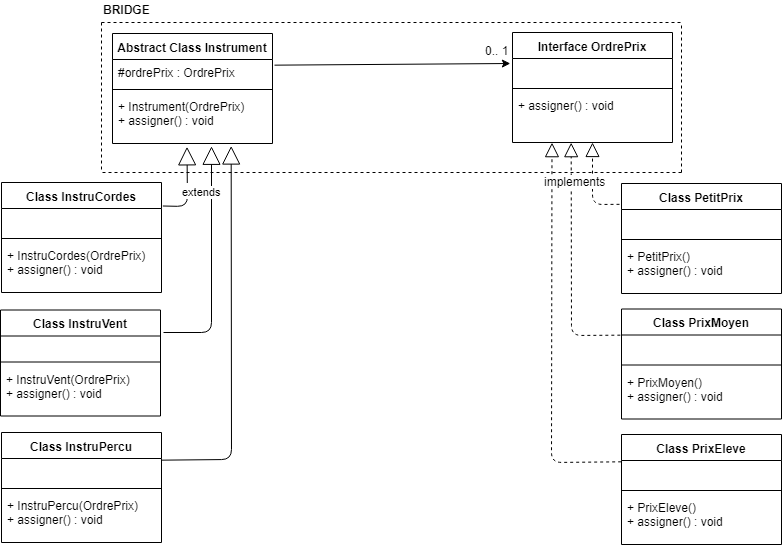 BRIDGE
Abstract Class Instrument
#ordrePrix : OrdrePrix
+ Instrument(OrdrePrix)
+ assigner() : void
0.. 1
Interface OrdrePrix
+ assigner() : void
extends
implements
Class InstruCordes
+ InstruCordes(OrdrePrix)
+ assigner() : void
Class InstruVent
+ InstruVent(OrdrePrix)
+ assigner() : void
Class InstruPercu
+ InstruPercu(OrdrePrix)
+ assigner() : void
Class PetitPrix
+ PetitPrix()
+ assigner() : void
Class PrixMoyen
+ PrixMoyen()
+ assigner() : void
Class PrixEleve
+ PrixEleve()
+ assigner() : void